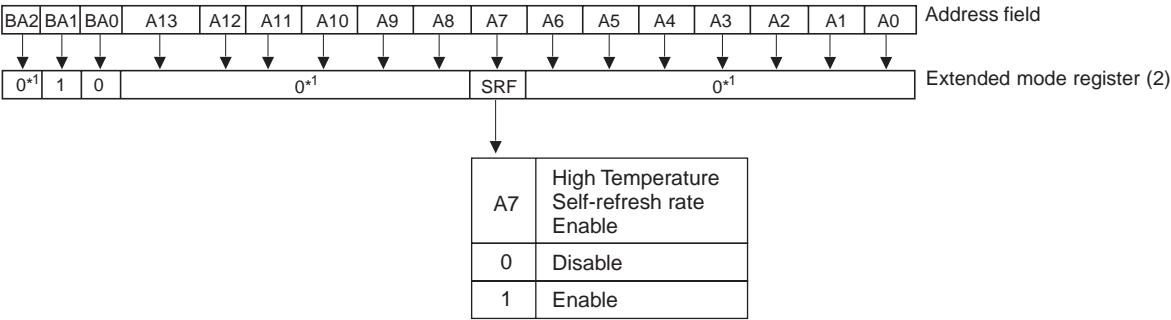 BA2 BA1 BA0 A13 A12 A11 A10 A9 A8 A7 A6 A5 A4 A3 A2 A1 A0 Address field
0*1 1 0 0*1 SRF 0*1 Extended mode register (2)
A7 High Temperature
Self-refresh rate
Enable
0 Disable
1 Enable